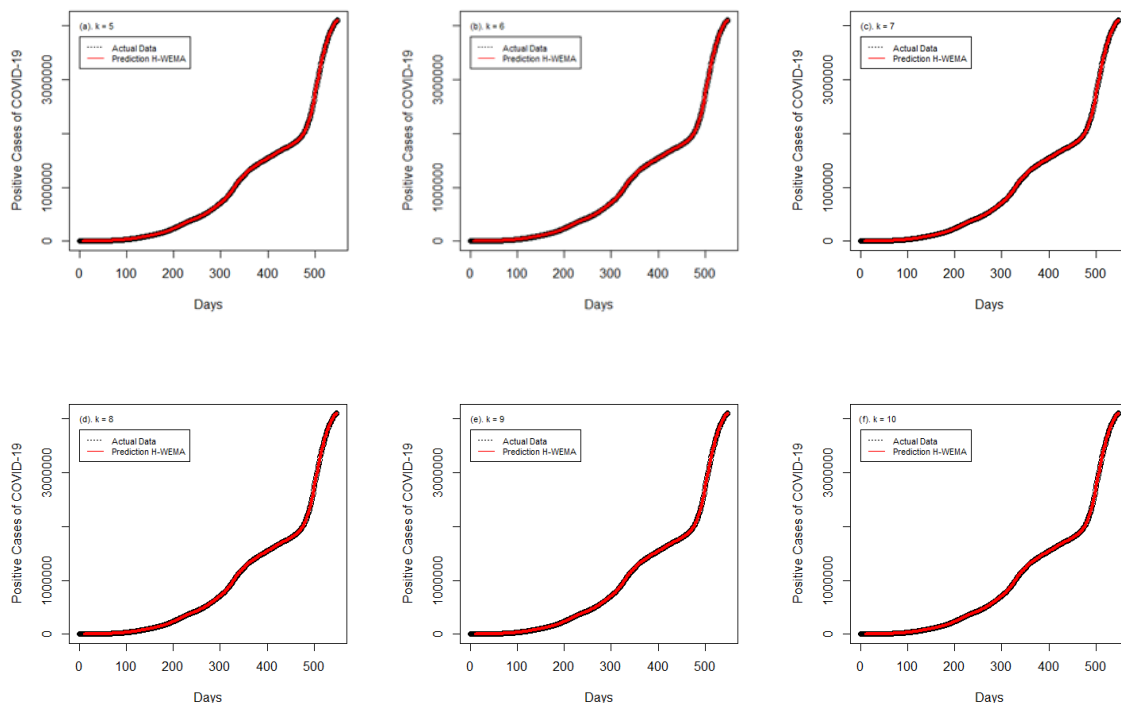 (a). k = 5
Actual Data
Prediction H-WEMA
Positive Cases of COVID-19
0
1000000
3000000
0 100 200 300 400 500
Days
(b). k = 6
Actual Data
Prediction H-WEMA
Positive Cases of COVID-19
0
1000000
3000000
0 100 200 300 400 500
Days
(c). k = 7
Actual Data
Prediction H-WEMA
Positive Cases of COVID-19
0
1000000
3000000
0 100 200 300 400 500
Days
(d). k = 8
Actual Data
Prediction H-WEMA
Positive Cases of COVID-19
0
1000000
3000000
0 100 200 300 400 500
Days
(e). k = 9
Actual Data
Prediction H-WEMA
Positive Cases of COVID-19
0
1000000
3000000
0 100 200 300 400 500
Days
(f). k = 10
Actual Data
Prediction H-WEMA
Positive Cases of COVID-19
0
1000000
3000000
0 100 200 300 400 500
Days